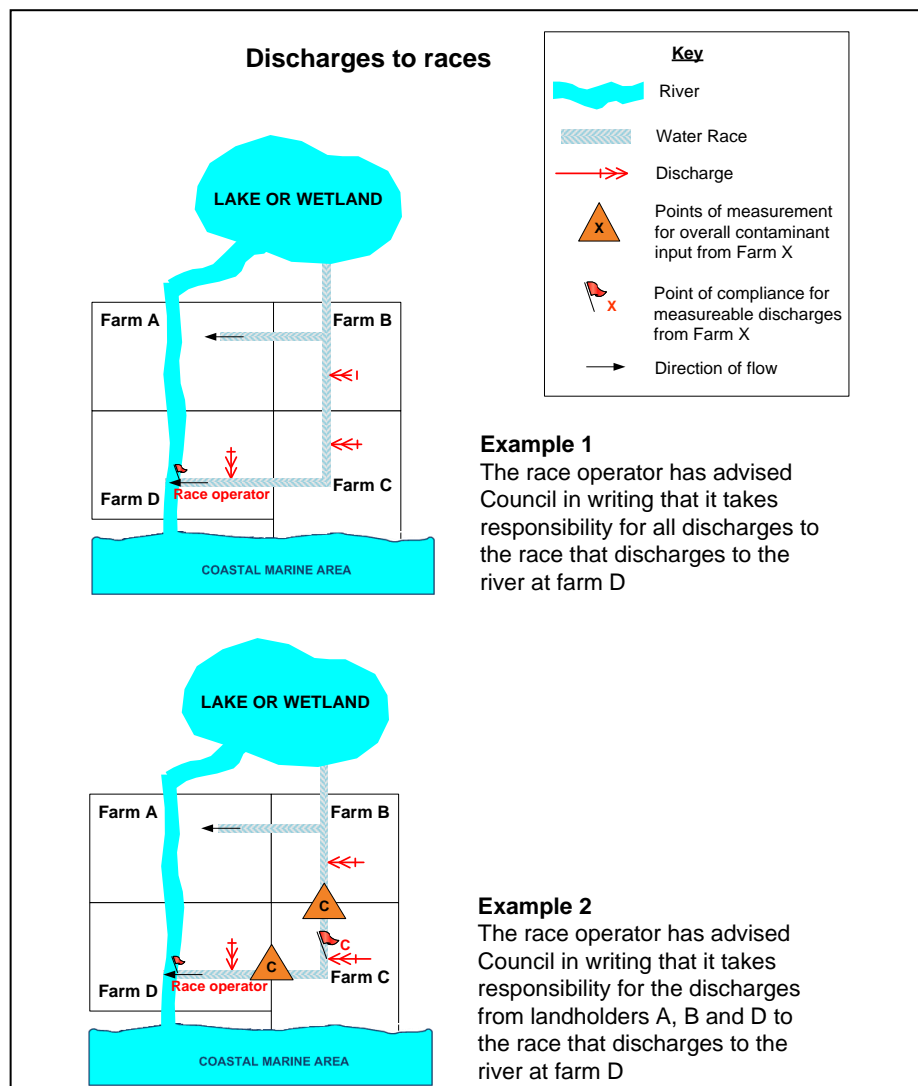 Discharges to races
Key
River
Water Race
Discharge
X
Points of measurement
for overall contaminant
input from Farm X
X
Point of compliance for
measureable discharges
from Farm X
Direction of flow
LAKE OR WETLAND
Farm A
Farm B
Farm D
Race operator
Farm C
COASTAL MARINE AREA
Example 1
The race operator has advised
Council in writing that it takes
responsibility for all discharges to
the race that discharges to the
river at farm D
LAKE OR WETLAND
Farm A
Farm B
C
C
C
Farm D
Race operator
Farm C
COASTAL MARINE AREA
Example 2
The race operator has advised
Council in writing that it takes
responsibility for the discharges
from landholders A, B and D to
the race that discharges to the
river at farm D